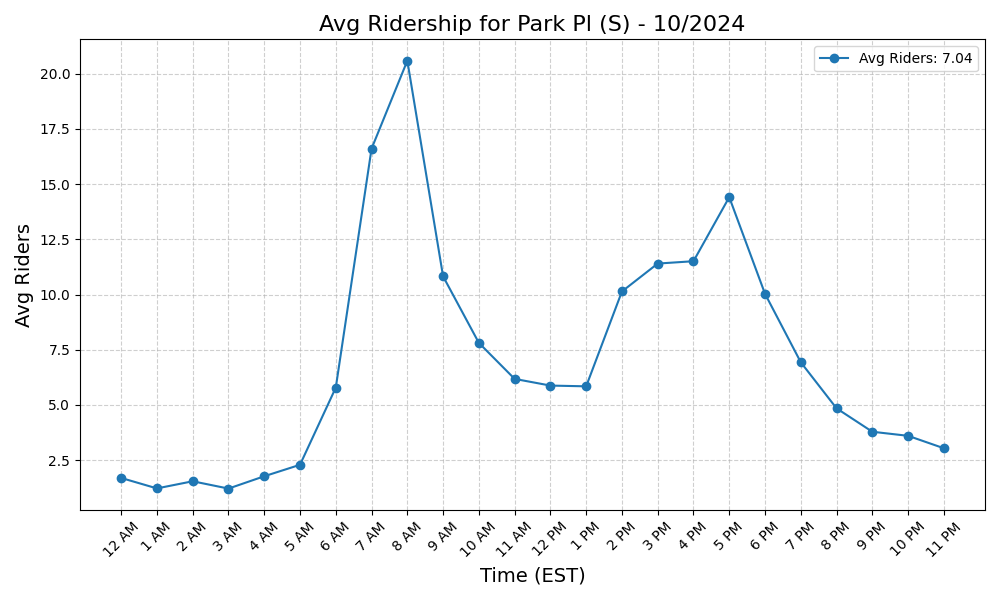 Avg Ridership for Park Pl (S) - 10/2024
Avg Riders: 7.04
Avg Riders
20.0
17.5
15.0
12.5
10.0
7.5
5.0
2.5
12 AM
1 AM
2 AM
3 AM
4 AM
5 AM
6 AM
7 AM
8 AM
9 AM
10 AM
11 AM
12 PM
1 PM
2 PM
3 PM
4 PM
5 PM
6 PM
7 PM
8 PM
9 PM
10 PM
11 PM
Time (EST)